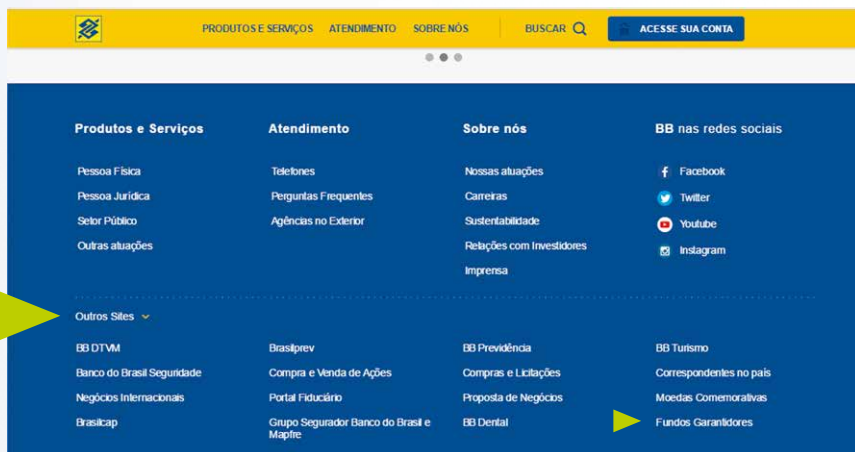 PRODUTOS E SERVIÇOS ATENDIMENTO SOBRE NÓS BUSCAR ACESSE SUA CONTA
Produtos e Serviços
Pessoa Física
Pessoa Jurídica
Setor Público
Outras atuações
Atendimento
Telefones
Perguntas Frequentes
Agências no Exterior
Sobre nós
Nossas atuações
Carreiras
Sustentabilidade
Relações com Investidores
Imprensa
BB nas redes sociais
Facebook
Twitter
Youtube
Instagram
Outros Sites
BB DTVM
Banco do Brasil Seguridade
Negócios Internacionais
Brasilcap
Brasilprev
Compra e Venda de Ações
Portal Fiduciário
Grupo Segurador Banco do Brasil e
Mapfre
BB Previdência
Compras e Licitações
Proposta de Negócios
BB Dental
BB Turismo
Correspondentes no país
Moedas Comemorativas
Fundos Garantidores